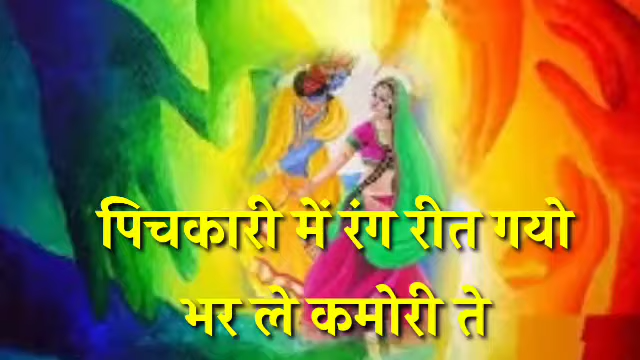 पिचकारी में रंग रीत गयो
भर ले कमोरी ते